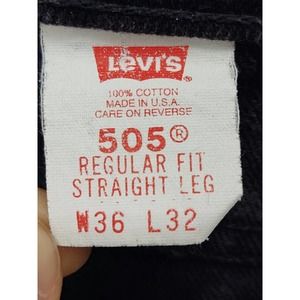 LEVI'S
100% COTTON
MADE IN U.S.A.
CARE ON REVERSE
505®
REGULAR FIT
STRAIGHT LEG
W36 L32